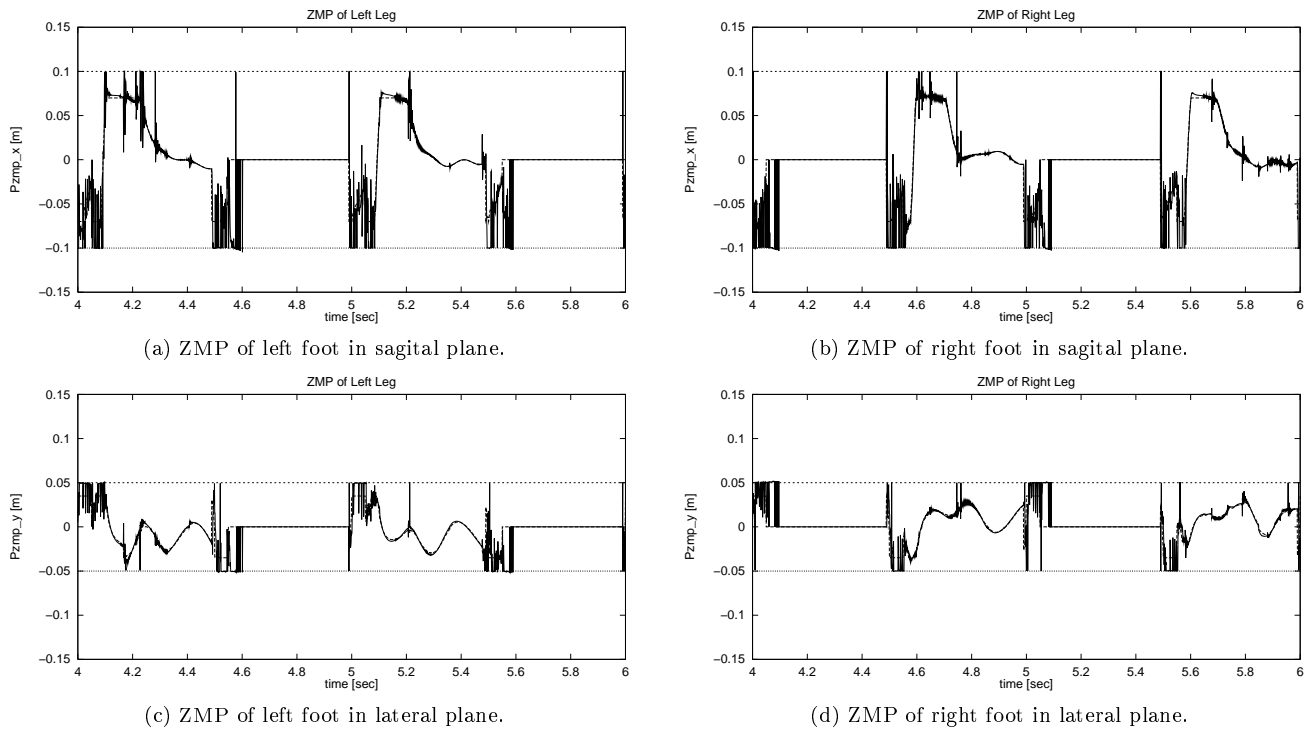 ZMP of Left Leg
0.15
0.1
0.05
0
−0.05
−0.1
−0.15
Pzmp_x [m]
4 4.2 4.4 4.6 4.8 5 5.2 5.4 5.6 5.8 6
time [sec]
(a) ZMP of left foot in sagital plane.
ZMP of Right Leg
0.15
0.1
0.05
0
−0.05
−0.1
−0.15
Pzmp_x [m]
4 4.2 4.4 4.6 4.8 5 5.2 5.4 5.6 5.8 6
time [sec]
(b) ZMP of right foot in sagital plane.
ZMP of Left Leg
0.15
0.1
0.05
0
−0.05
−0.1
−0.15
Pzmp_y [m]
4 4.2 4.4 4.6 4.8 5 5.2 5.4 5.6 5.8 6
time [sec]
(c) ZMP of left foot in lateral plane.
ZMP of Right Leg
0.15
0.1
0.05
0
−0.05
−0.1
−0.15
Pzmp_y [m]
4 4.2 4.4 4.6 4.8 5 5.2 5.4 5.6 5.8 6
time [sec]
(d) ZMP of right foot in lateral plane.